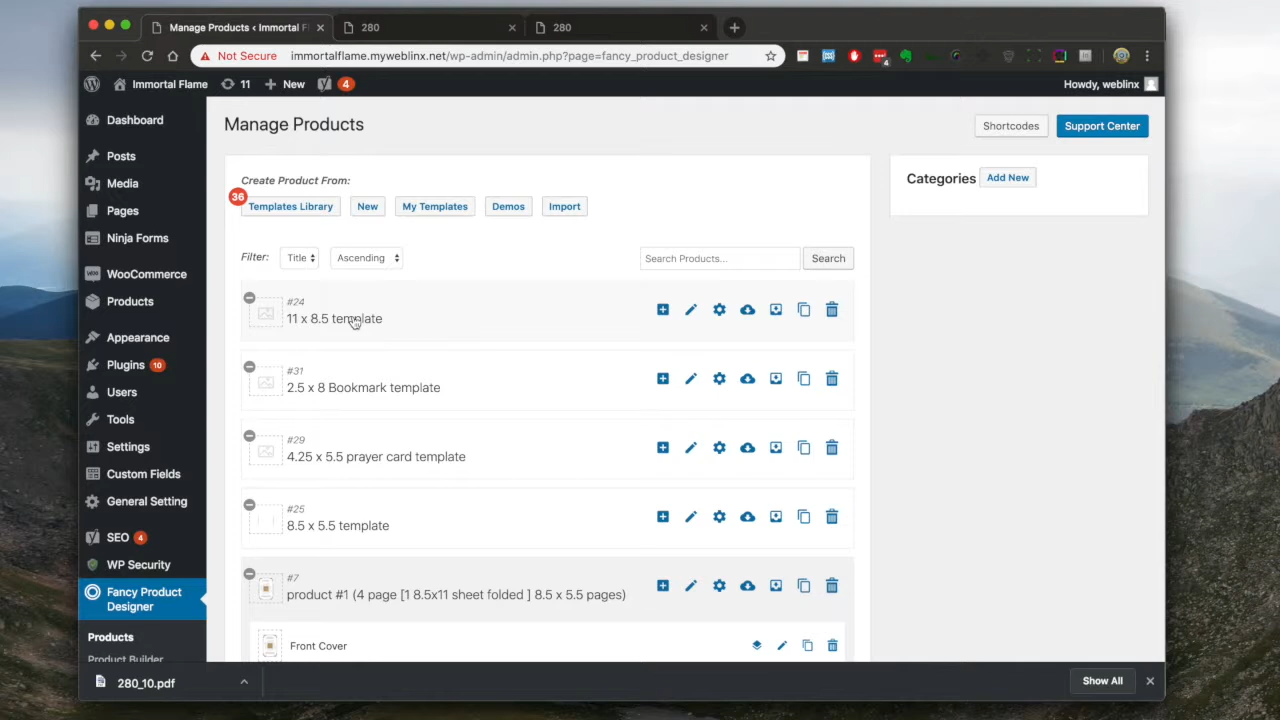 Manage Products < Immortal F
280
280
Not Secure
immortalflame.myweblinx.net/wp-admin/admin.php?page=fancy_product_designer
4
Immortal Flame
11
New
4
Howdy, weblinx
Dashboard
Posts
Media
Pages
Ninja Forms
WooCommerce
Products
Appearance
Plugins 10
Users
Tools
Settings
Custom Fields
General Setting
SEO 4
WP Security
Fancy Product
Designer
Products
Product Builder
Manage Products
Shortcodes
Support Center
Create Product From:
36
Templates Library
New
My Templates
Demos
Import
Filter:
Title
Ascending
Search Products...
Search
#24
11 x 8.5 template
#31
2.5 x 8 Bookmark template
#29
4.25 x 5.5 prayer card template
#25
8.5 x 5.5 template
#7
product #1 (4 page [1 8.5x11 sheet folded ] 8.5 x 5.5 pages)
Front Cover
Categories
Add New
280_10.pdf
Show All